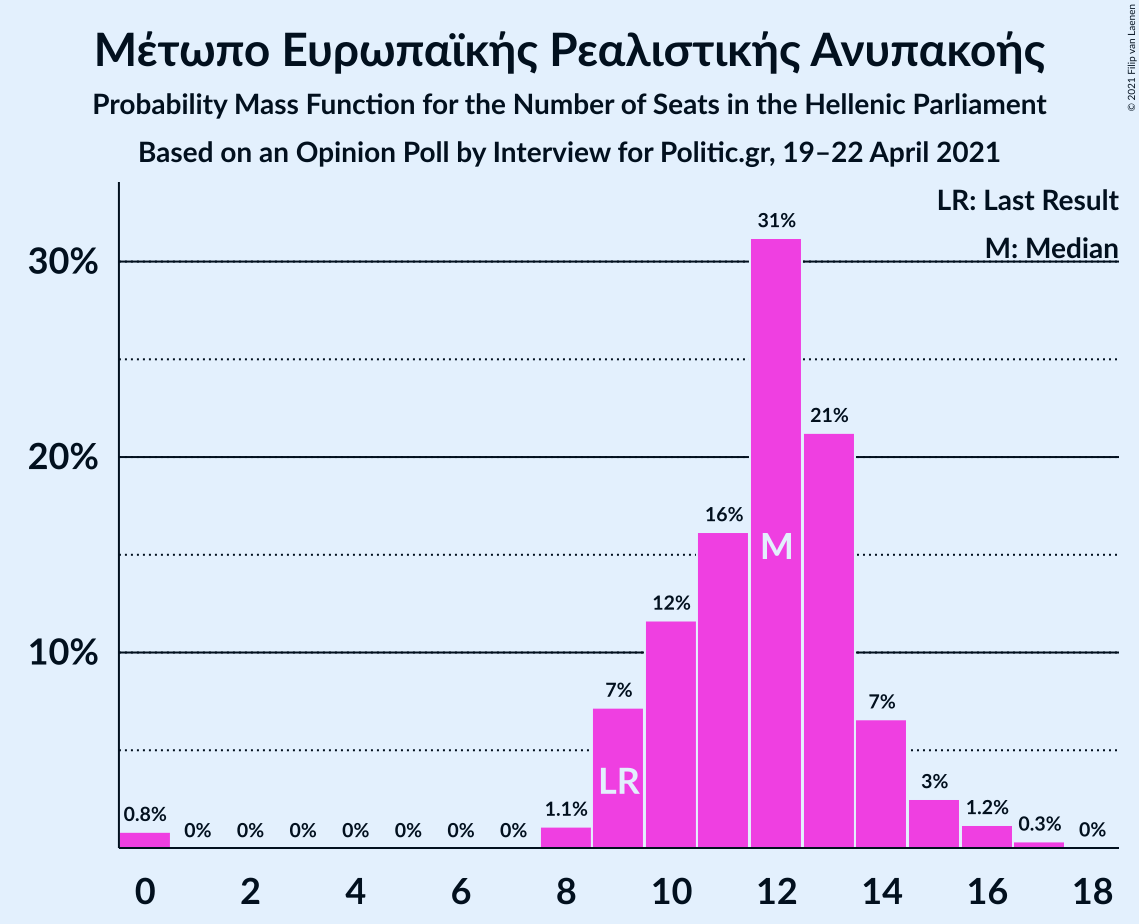 Μέτωπο Ευρωπαϊκής Ρεαλιστικής Ανυπακοής
Probability Mass Function for the Number of Seats in the Hellenic Parliament
Based on an Opinion Poll by Interview for Politic.gr, 19–22 April 2021
© 2021 Filip van Laenen
LR: Last Result
M: Median
30%
20%
10%
0.8%
0%
0%
0%
0%
0%
0%
0%
1.1%
7%
12%
16%
31%
21%
7%
3%
1.2%
0.3%
0%
LR
M
0 2 4 6 8 10 12 14 16 18